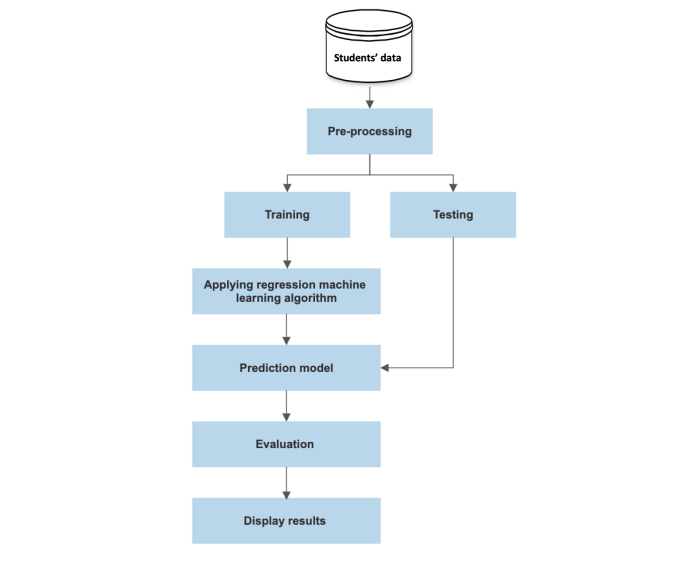 Students’ data
Pre-processing
Training
Testing
Applying regression machine
learning algorithm
Prediction model
Evaluation
Display results